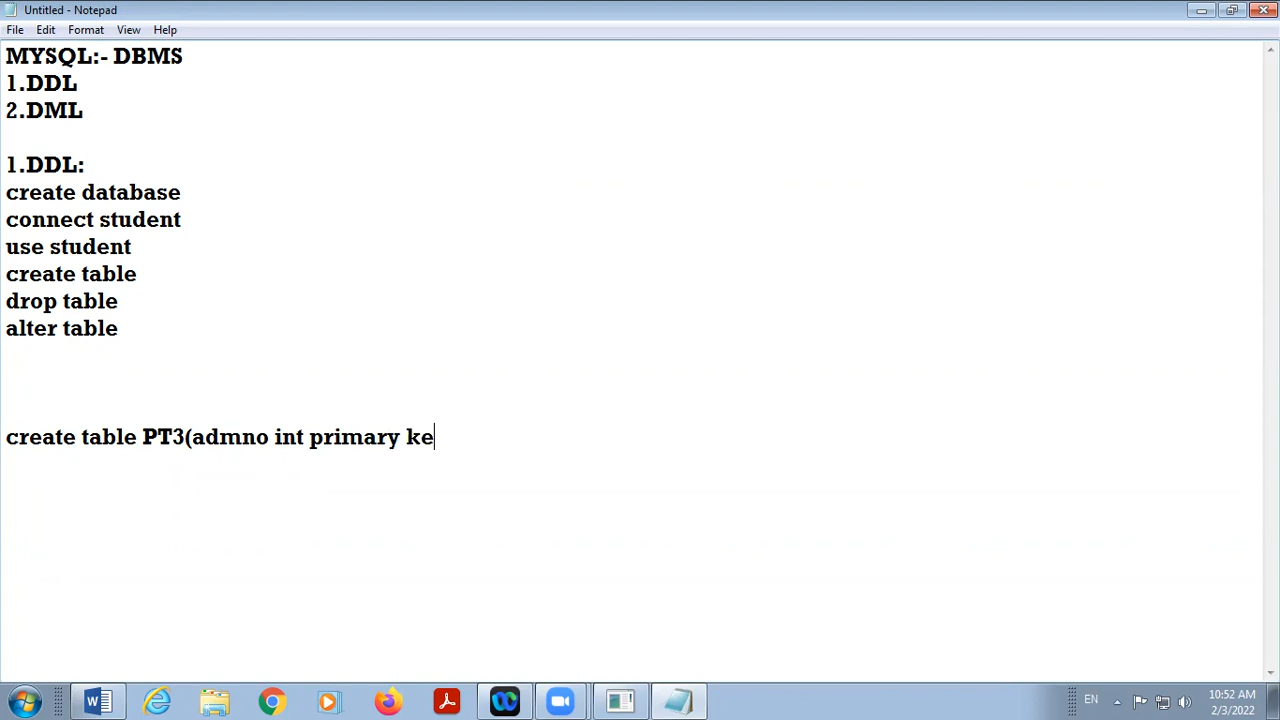 Untitled - Notepad
File Edit Format View Help
MYSQL:- DBMS
1.DDL
2.DML
1.DDL:
create database
connect student
use student
create table
drop table
alter table
create table PT3(admno int primary ke
EN
10:52 AM
2/3/2022